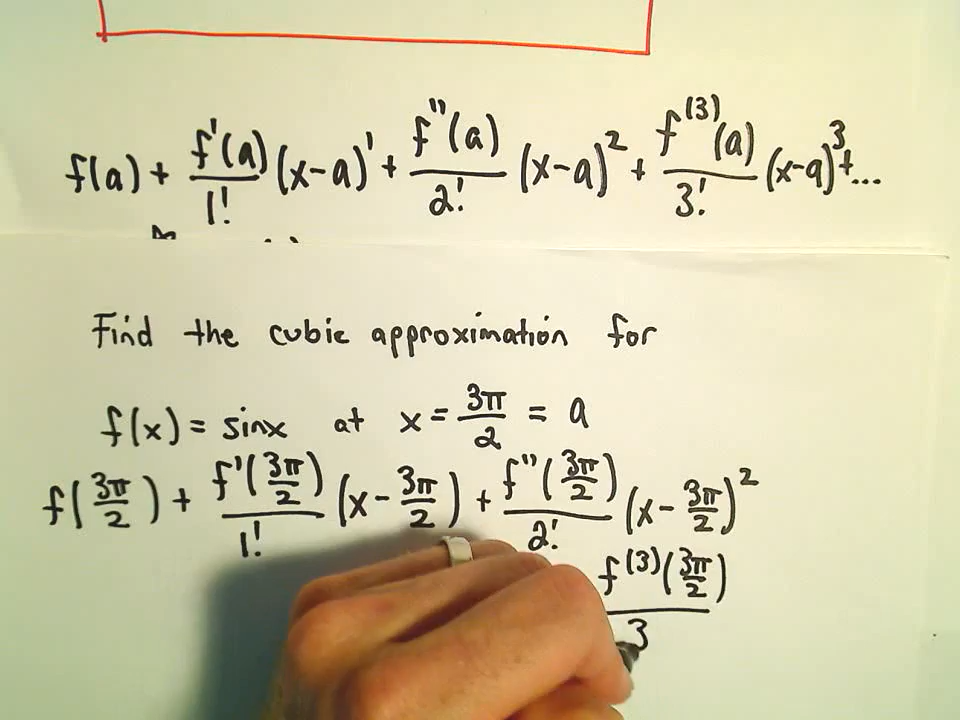 f(a) + f'(a)/1! (x-a)' + f''(a)/2! (x-a)² + f⁽³⁾(a)/3! (x-a)³ + ...
Find the cubic approximation for
f(x) = sinx at x = 3π/2 = a
f(3π/2) + f'(3π/2)/1! (x - 3π/2) + f''(3π/2)/2! (x - 3π/2)²
f⁽³⁾(3π/2)/3